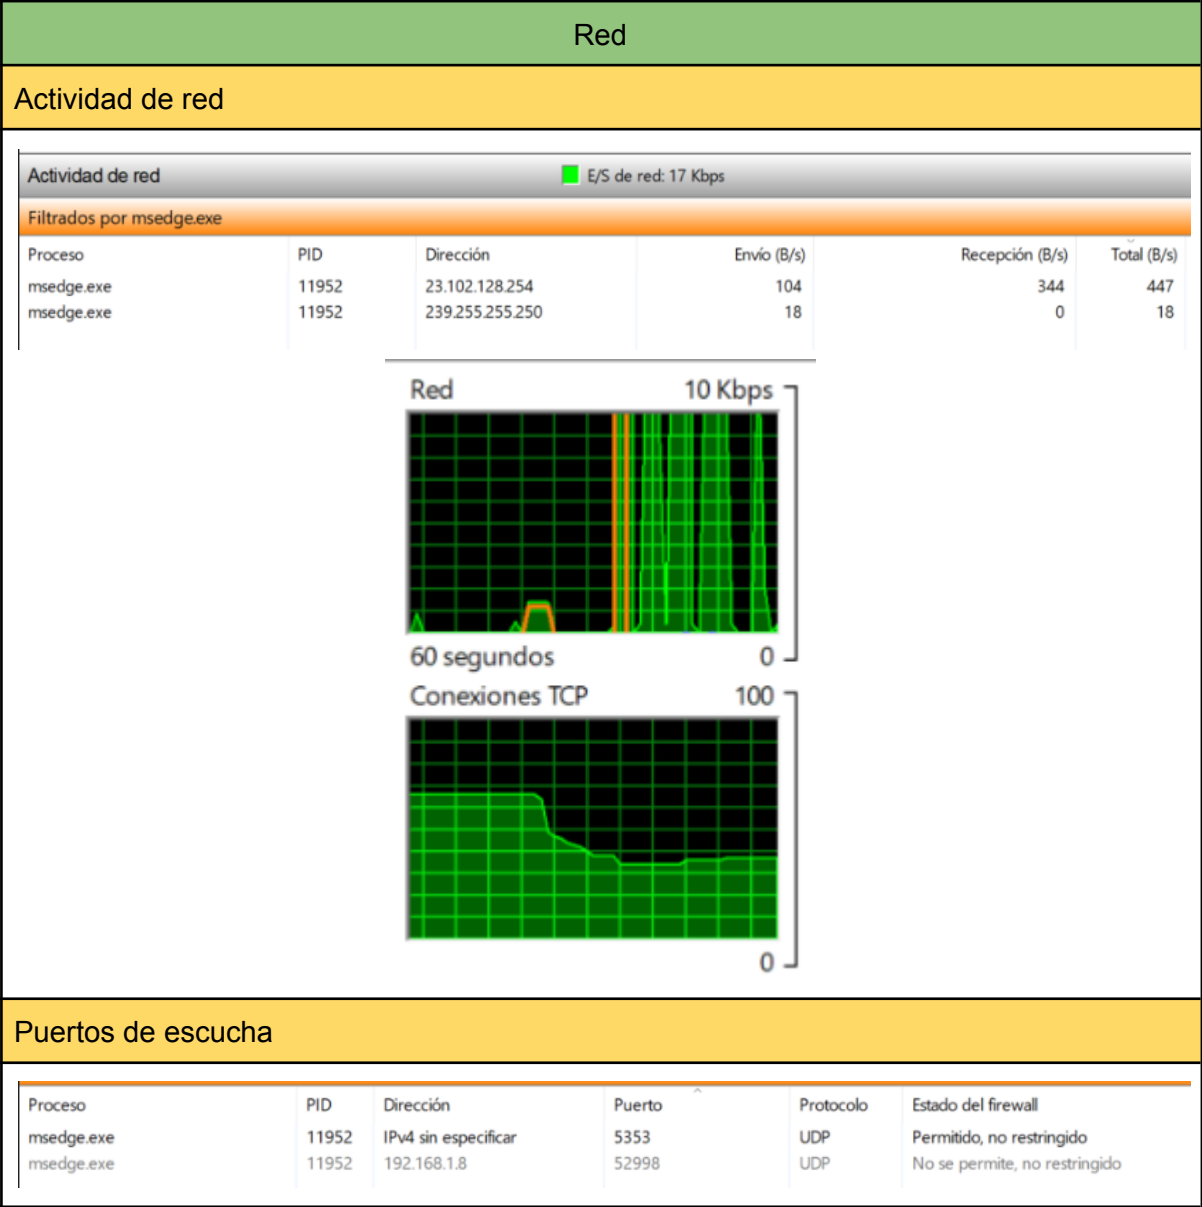 Red
Actividad de red
Actividad de red E/S de red: 17 Kbps
Filtrados por msedge.exe
Proceso PID Dirección Envío (B/s) Recepción (B/s) Total (B/s)
msedge.exe 11952 23.102.128.254 104 344 447
msedge.exe 11952 239.255.255.250 18 0 18
Red 10 Kbps
60 segundos 0
Conexiones TCP 100
0
Puertos de escucha
Proceso PID Dirección Puerto Protocolo Estado del firewall
msedge.exe 11952 IPv4 sin especificar 5353 UDP Permitido, no restringido
msedge.exe 11952 192.168.1.8 52998 UDP No se permite, no restringido